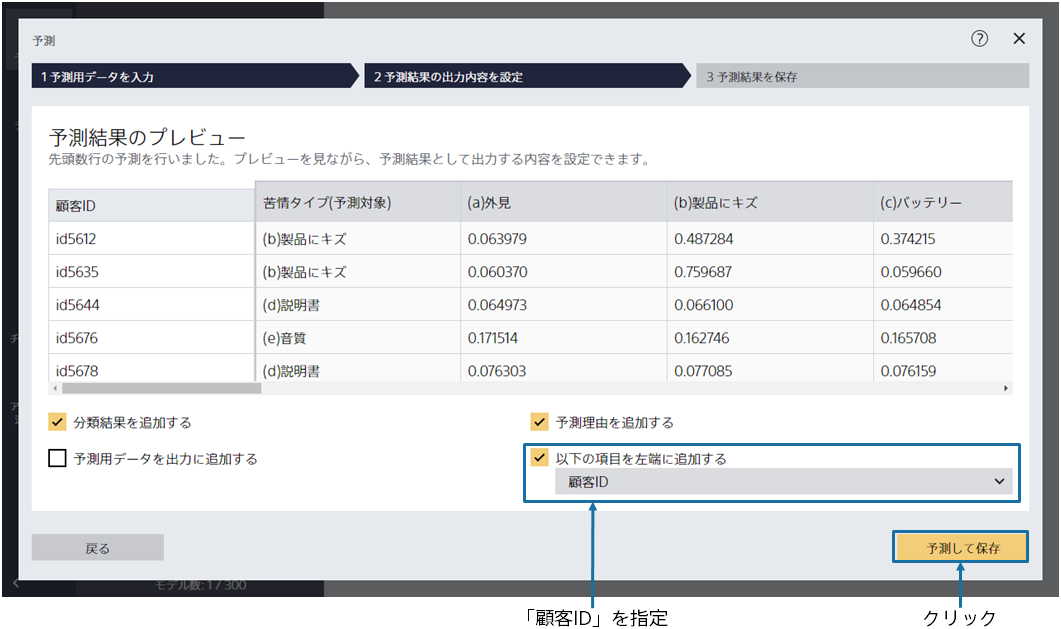 予測
1 予測用データを入力 2 予測結果の出力内容を設定 3 予測結果を保存
予測結果のプレビュー
先頭数行の予測を行いました。プレビューを見ながら、予測結果として出力する内容を設定できます。
顧客ID 苦情タイプ(予測対象) (a)外見 (b)製品にキズ (c)バッテリー
id5612 (b)製品にキズ 0.063979 0.487284 0.374215
id5635 (b)製品にキズ 0.060370 0.759687 0.059660
id5644 (d)説明書 0.064973 0.066100 0.064854
id5676 (e)音質 0.171514 0.162746 0.165708
id5678 (d)説明書 0.076303 0.077085 0.076159
分類結果を追加する 予測理由を追加する
予測用データを出力に追加する 以下の項目を左端に追加する
顧客ID
戻る 予測して保存
モデル数: 1 / 300
「顧客ID」を指定 クリック